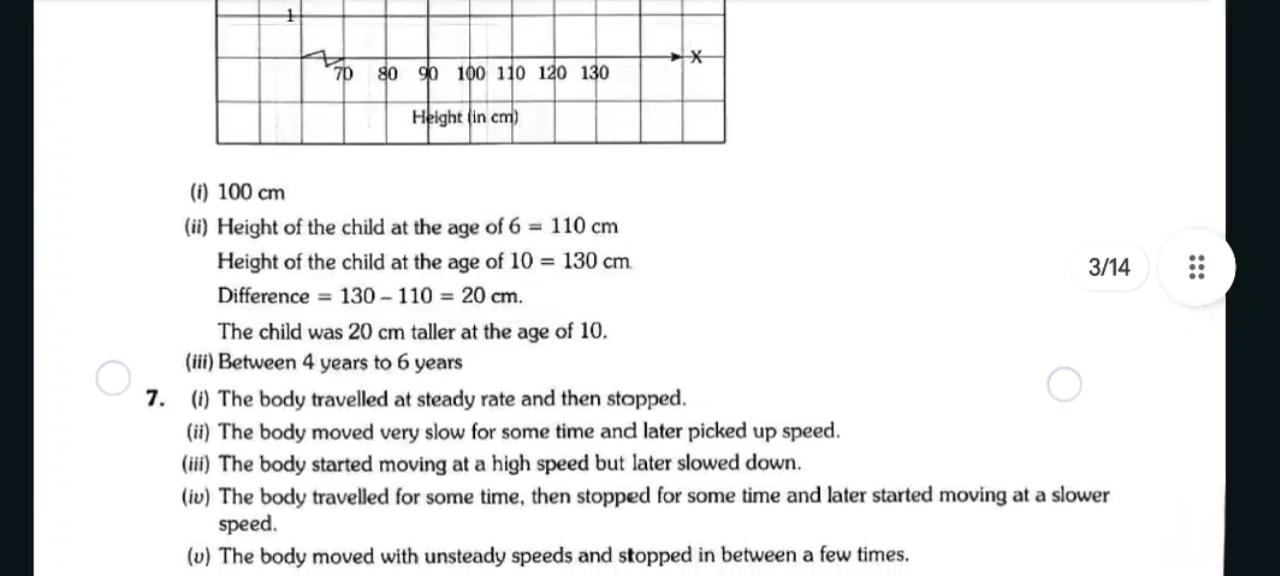 1
X
70 80 90 100 110 120 130
Height (in cm)
(i) 100 cm
(ii) Height of the child at the age of 6 = 110 cm
Height of the child at the age of 10 = 130 cm
3/14
Difference = 130 – 110 = 20 cm.
The child was 20 cm taller at the age of 10.
(iii) Between 4 years to 6 years
7. (i) The body travelled at steady rate and then stopped.
(ii) The body moved very slow for some time and later picked up speed.
(iii) The body started moving at a high speed but later slowed down.
(iv) The body travelled for some time, then stopped for some time and later started moving at a slower
speed.
(v) The body moved with unsteady speeds and stopped in between a few times.